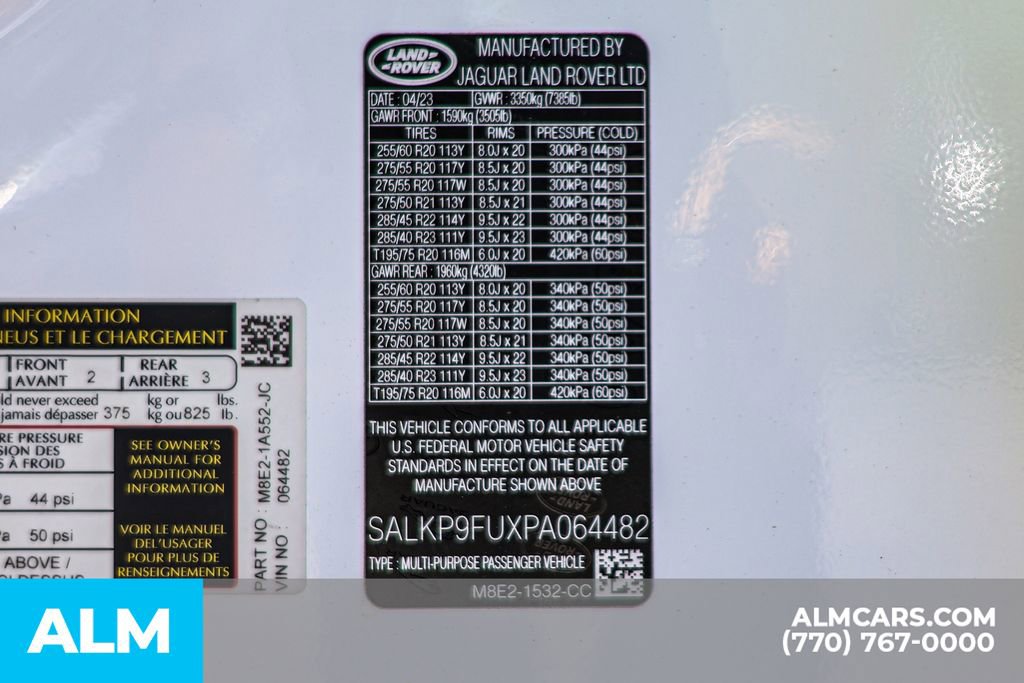 LAND ROVER
MANUFACTURED BY
JAGUAR LAND ROVER LTD
DATE : 04/23 GVWR : 3350kg (7385lb)
GAWR FRONT : 1590kg (3505lb)
TIRES RIMS PRESSURE (COLD)
255/60 R20 113Y 8.0J x 20 300kPa (44psi)
275/55 R20 117Y 8.5J x 20 300kPa (44psi)
275/55 R20 117W 8.5J x 20 300kPa (44psi)
275/50 R21 113Y 8.5J x 21 300kPa (44psi)
285/45 R22 114Y 9.5J x 22 300kPa (44psi)
285/40 R23 111Y 9.5J x 23 300kPa (44psi)
T195/75 R20 116M 6.0J x 20 420kPa (60psi)
GAWR REAR : 1960kg (4320lb)
255/60 R20 113Y 8.0J x 20 340kPa (50psi)
275/55 R20 117Y 8.5J x 20 340kPa (50psi)
275/55 R20 117W 8.5J x 20 340kPa (50psi)
275/50 R21 113Y 8.5J x 21 340kPa (50psi)
285/45 R22 114Y 9.5J x 22 340kPa (50psi)
285/40 R23 111Y 9.5J x 23 340kPa (50psi)
T195/75 R20 116M 6.0J x 20 420kPa (60psi)
THIS VEHICLE CONFORMS TO ALL APPLICABLE
U.S. FEDERAL MOTOR VEHICLE SAFETY
STANDARDS IN EFFECT ON THE DATE OF
MANUFACTURE SHOWN ABOVE
SALKP9FUXPA064482
TYPE : MULTI-PURPOSE PASSENGER VEHICLE
M8E2-1532-CC
INFORMATION
NEUS ET LE CHARGEMENT
FRONT REAR
AVANT 2 ARRIÈRE 3
ld never exceed kg or lbs.
jamais dépasser 375 kg ou 825 lb.
RE PRESSURE
SION DES
S À FROID
Pa 44 psi
Pa 50 psi
ABOVE /
SEE OWNER'S
MANUAL FOR
ADDITIONAL
INFORMATION
VOIR LE MANUEL
DEL'USAGER
POUR PLUS DE
RENSEIGNEMENTS
PART NO : M8E2-1A552-JC
VIN NO : 064482
ALM
ALMCARS.COM
(770) 767-0000